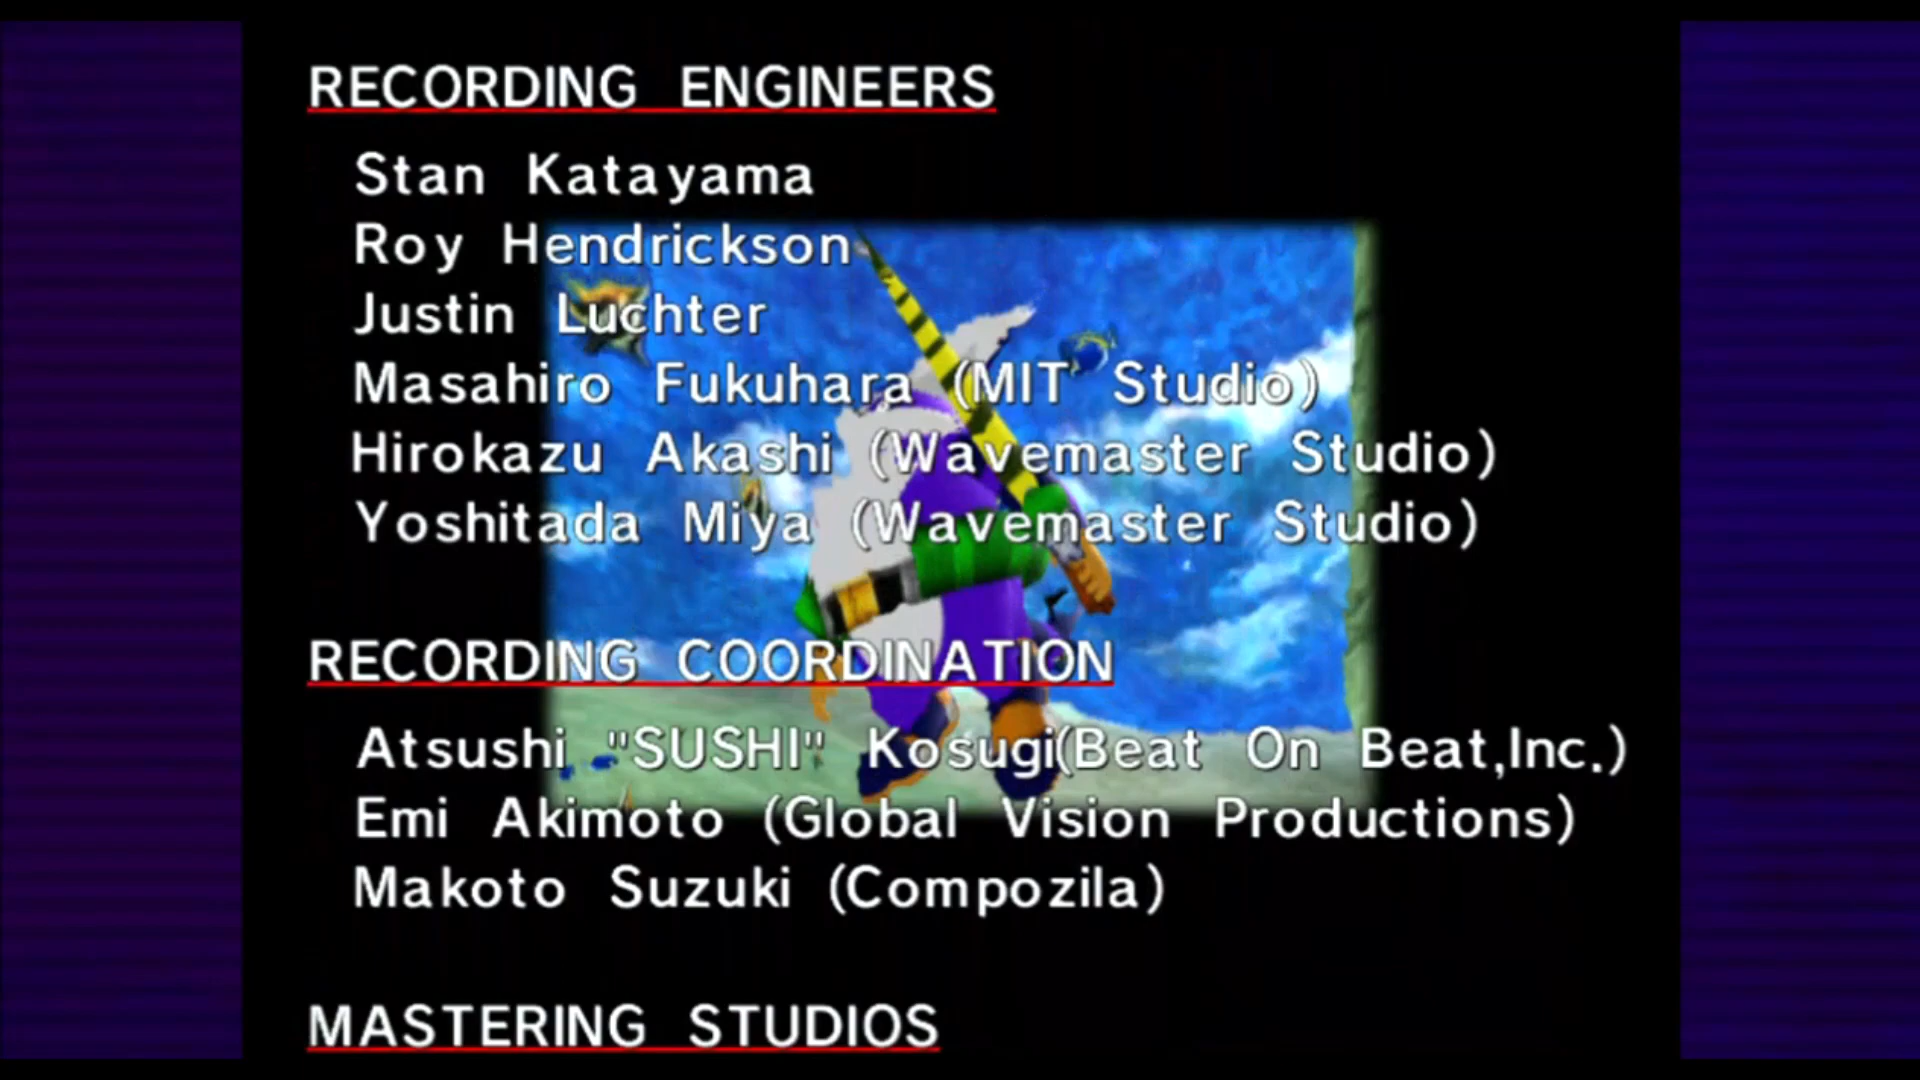 RECORDING ENGINEERS
Stan Katayama
Roy Hendrickson
Justin Luchter
Masahiro Fukuhara (MIT Studio)
Hirokazu Akashi (Wavemaster Studio)
Yoshitada Miya (Wavemaster Studio)
RECORDING COORDINATION
Atsushi "SUSHI" Kosugi(Beat On Beat,Inc.)
Emi Akimoto (Global Vision Productions)
Makoto Suzuki (Compozila)
MASTERING STUDIOS